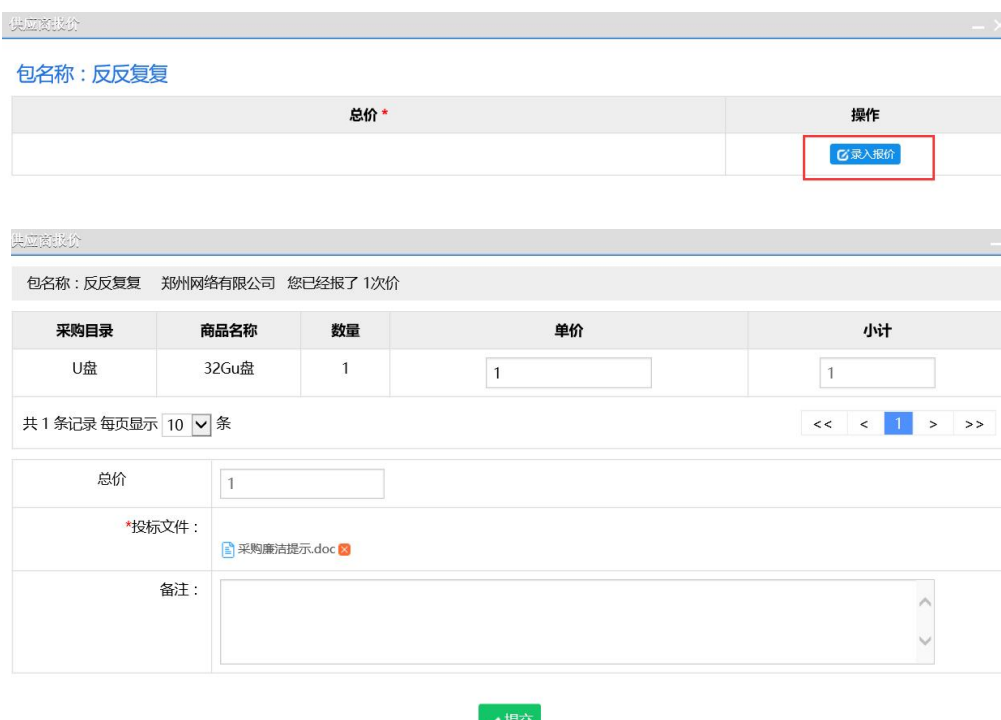 供应商报价
包名称：反反复复
总价 * 操作
录入报价
供应商报价
包名称：反反复复 郑州网络有限公司 您已经报了 1次价
采购目录 商品名称 数量 单价 小计
U盘 32Gu盘 1 1 1
共 1 条记录 每页显示 10 条 << < 1 > >>
总价 1
*投标文件：
采购廉洁提示.doc
备注：
提交